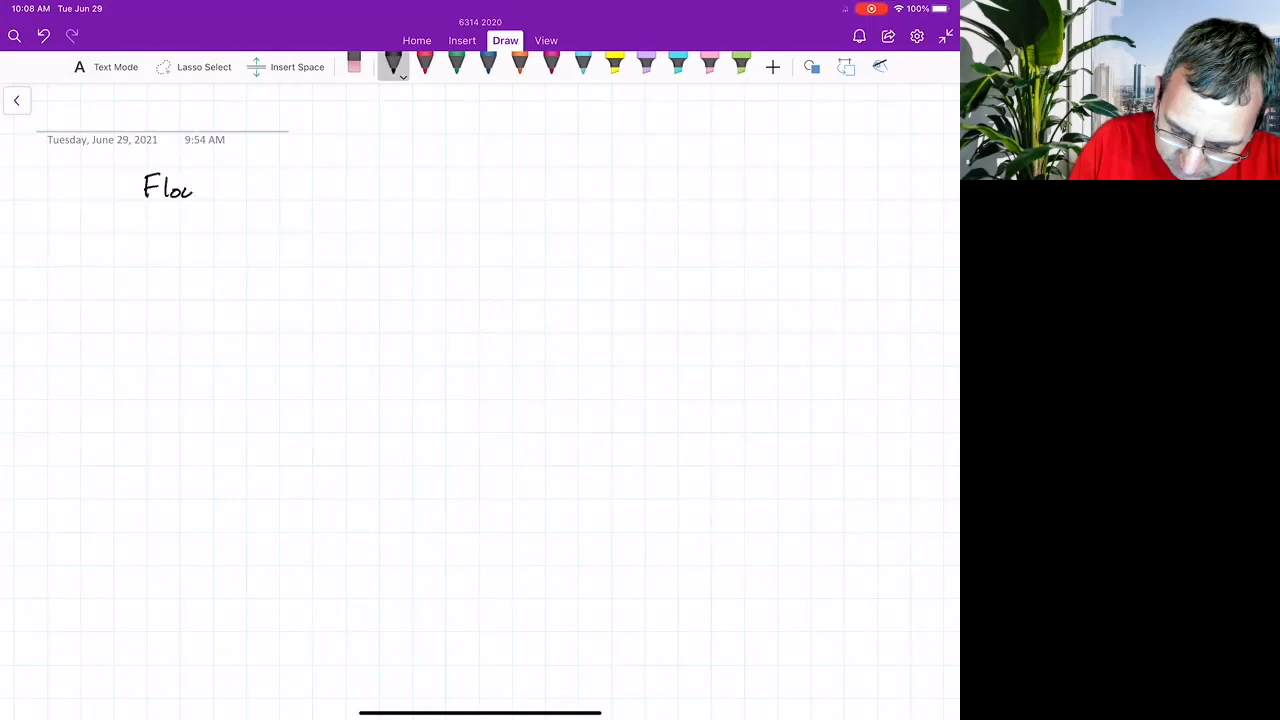 10:08 AM Tue Jun 29
100%
6314 2020
Home Insert Draw View
A Text Mode Lasso Select Insert Space
Tuesday, June 29, 2021 9:54 AM
Floc